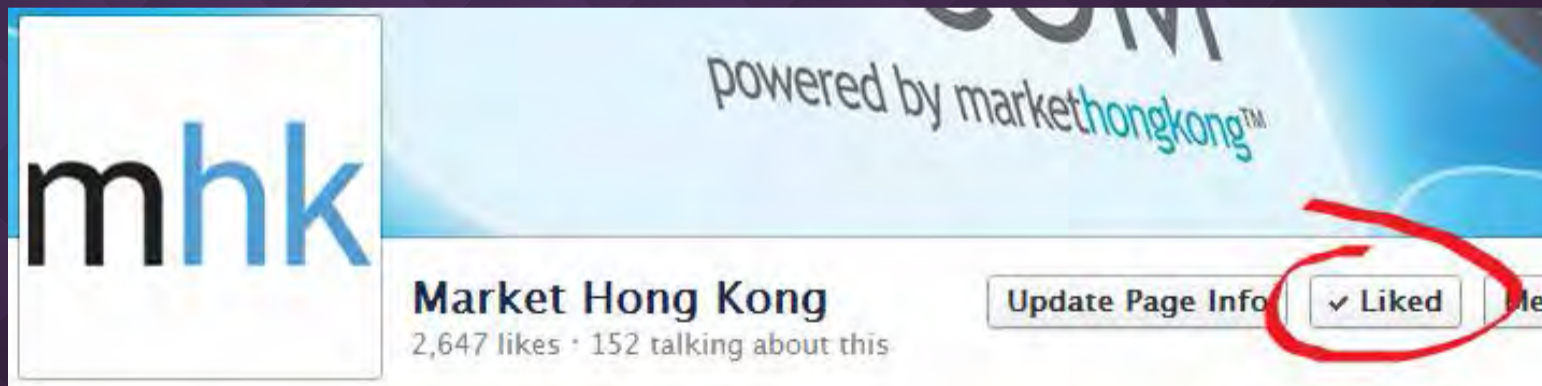 powered by markethongkong™
mhk
Market Hong Kong
Update Page Info
✓ Liked
2,647 likes · 152 talking about this